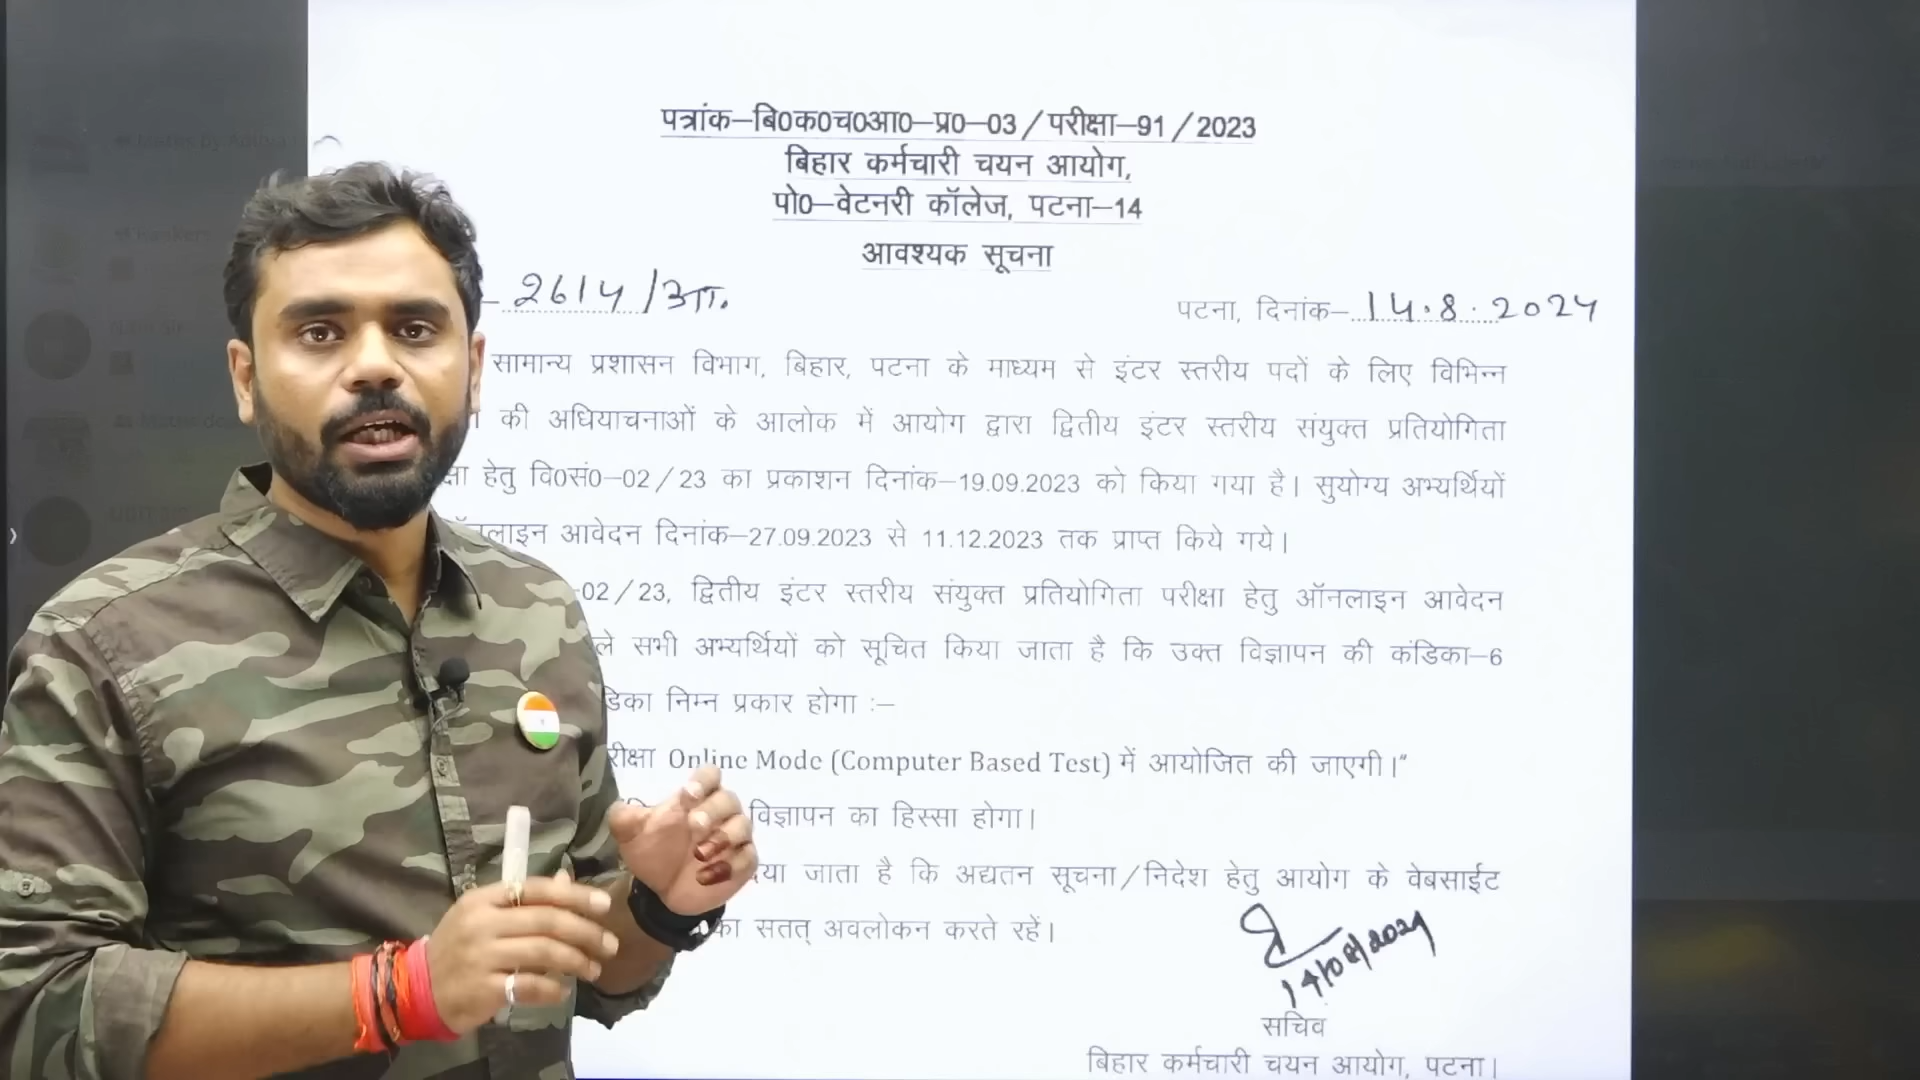 पत्रांक–बि0क0च0आ0–प्र0–03/परीक्षा–91/2023
बिहार कर्मचारी चयन आयोग,
पो0–वेटनरी कॉलेज, पटना–14
आवश्यक सूचना
2614/आ. पटना, दिनांक–14.8.2024
सामान्य प्रशासन विभाग, बिहार, पटना के माध्यम से इंटर स्तरीय पदों के लिए विभिन्न
की अधियाचनाओं के आलोक में आयोग द्वारा द्वितीय इंटर स्तरीय संयुक्त प्रतियोगिता
हेतु वि0सं0–02/23 का प्रकाशन दिनांक–19.09.2023 को किया गया है। सुयोग्य अभ्यर्थियों
आवेदन दिनांक–27.09.2023 से 11.12.2023 तक प्राप्त किये गये।
02/23, द्वितीय इंटर स्तरीय संयुक्त प्रतियोगिता परीक्षा हेतु ऑनलाइन आवेदन
सभी अभ्यर्थियों को सूचित किया जाता है कि उक्त विज्ञापन की कंडिका–6
निम्न प्रकार होगा :–
Online Mode (Computer Based Test) में आयोजित की जाएगी।"
विज्ञापन का हिस्सा होगा।
जाता है कि अद्यतन सूचना/निदेश हेतु आयोग के वेबसाईट
का सतत् अवलोकन करते रहें।
14/08/2024
सचिव
बिहार कर्मचारी चयन आयोग, पटना।